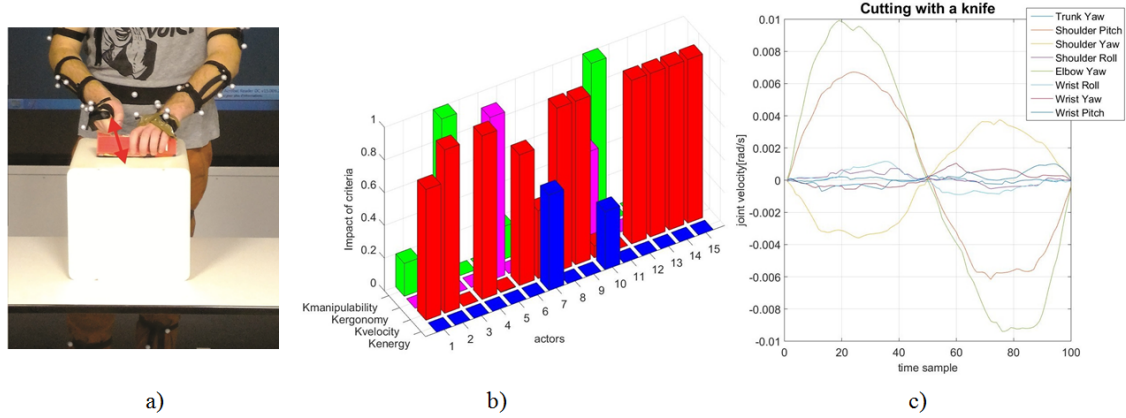 Cutting with a knife
Trunk Yaw
Shoulder Pitch
Shoulder Yaw
Shoulder Roll
Elbow Yaw
Wrist Roll
Wrist Yaw
Wrist Pitch
Impact of criteria
1
0.8
0.6
0.4
0.2
0
Kmanipulability
Kergonomy
Kvelocity
Kenergy
1
2
3
4
5
6
7
8
9
10
11
12
13
14
15
actors
joint velocity[rad/s]
0.01
0.008
0.006
0.004
0.002
0
-0.002
-0.004
-0.006
-0.008
-0.01
0
20
40
60
80
100
time sample
a)
b)
c)